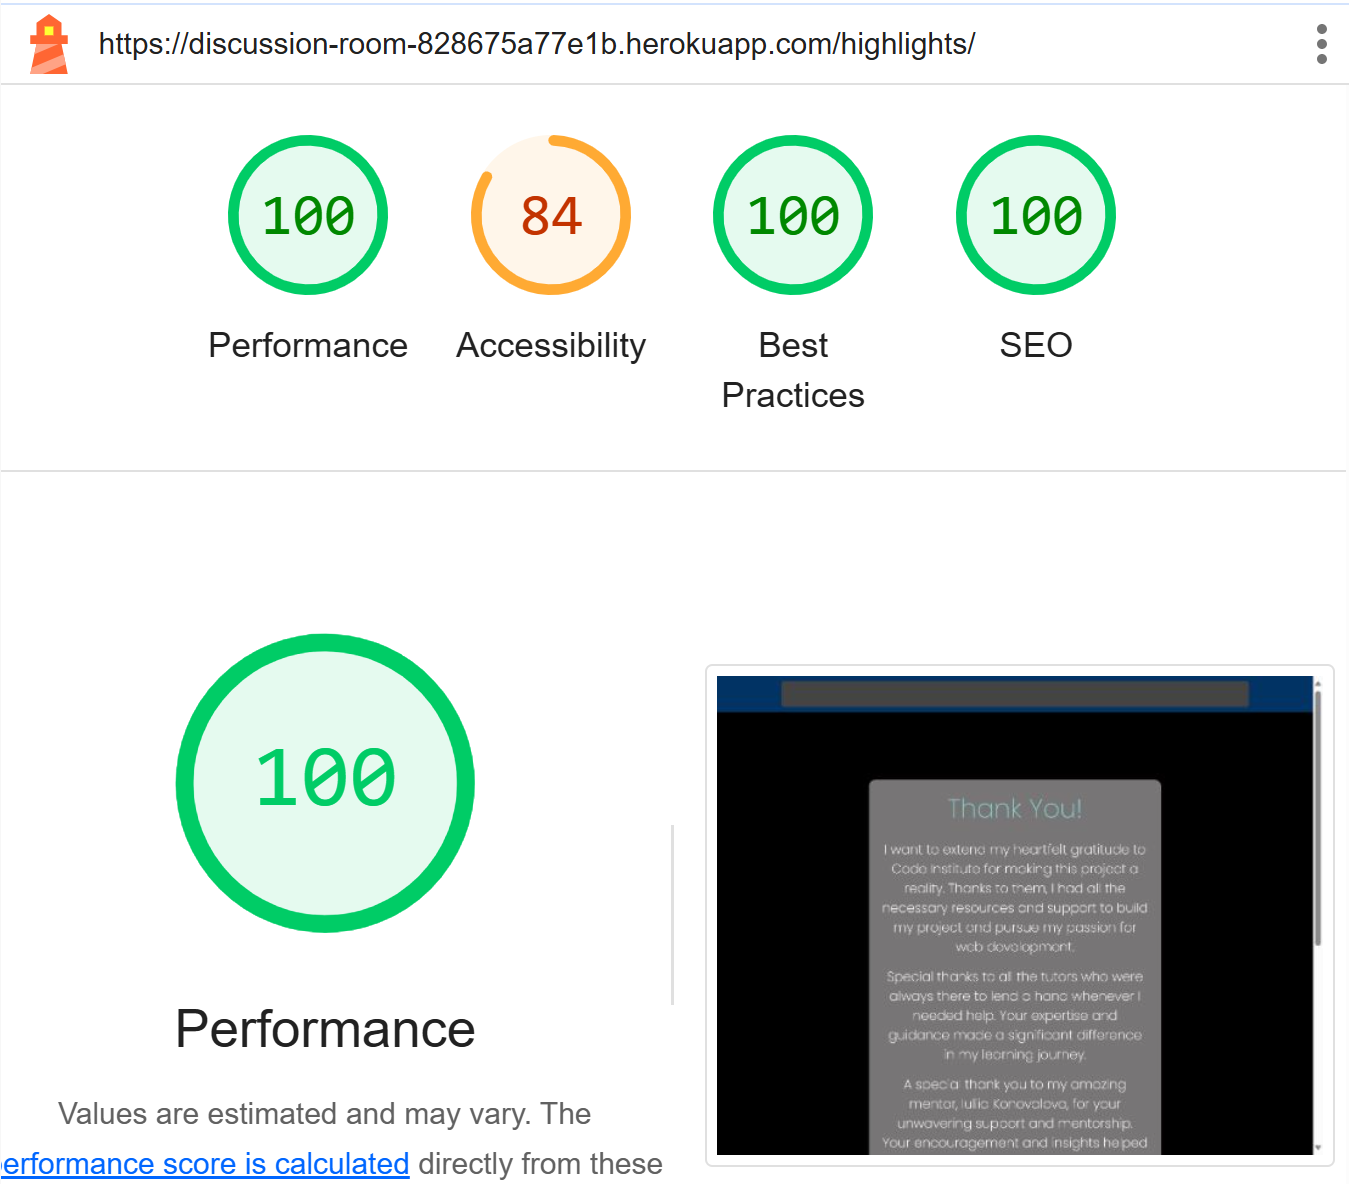 https://discussion-room-828675a77e1b.herokuapp.com/highlights/
100
84
100
100
Performance
Accessibility
Best
Practices
SEO
100
Performance
Values are estimated and may vary. The
erformance score is calculated directly from these
Thank You!
I want to extend my heartfelt gratitude to
Code Institute for making this project a
reality. Thanks to them, I had all the
necessary resources and support to build
my project and pursue my passion for
web development.
Special thanks to all the tutors who were
always there to lend a hand whenever I
needed help. Your expertise and
guidance made a significant difference
in my learning journey.
A special thank you to my amazing
mentor, Iuliia Konovalova, for your
unwavering support and mentorship.
Your encouragement and insights helped